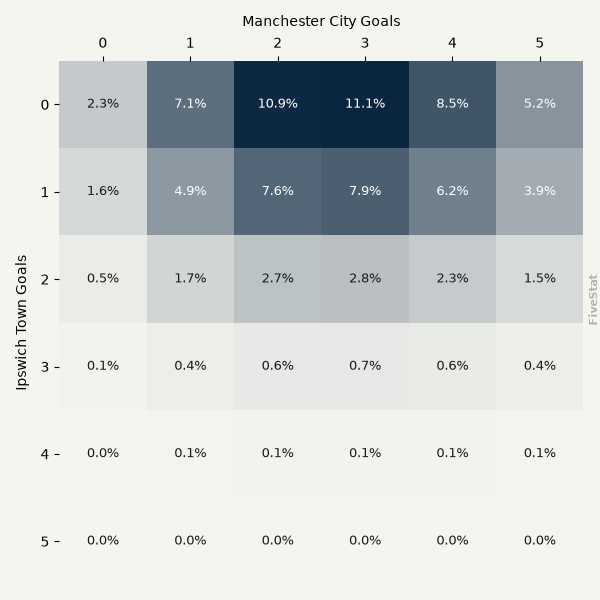 Manchester City Goals
0 1 2 3 4 5
0 2.3% 7.1% 10.9% 11.1% 8.5% 5.2%
1 1.6% 4.9% 7.6% 7.9% 6.2% 3.9%
2 0.5% 1.7% 2.7% 2.8% 2.3% 1.5%
3 0.1% 0.4% 0.6% 0.7% 0.6% 0.4%
4 0.0% 0.1% 0.1% 0.1% 0.1% 0.1%
5 0.0% 0.0% 0.0% 0.0% 0.0% 0.0%
Ipswich Town Goals
FiveStat